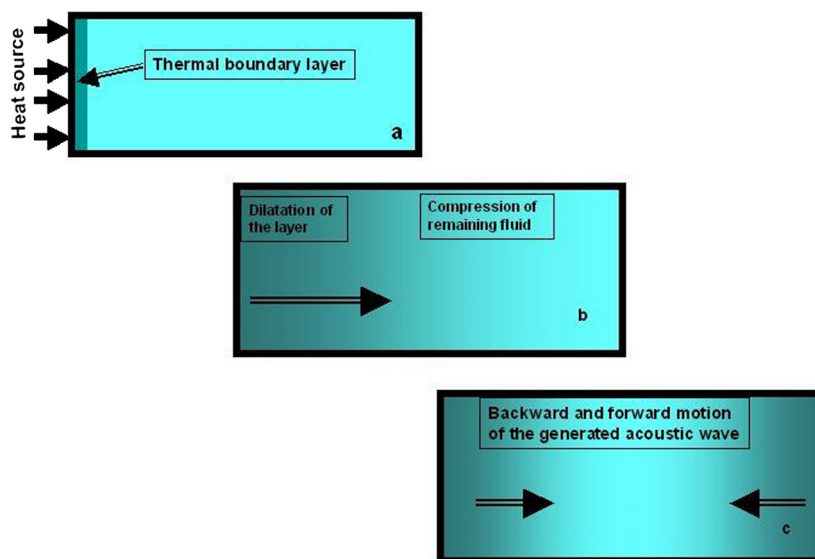 Heat source
Thermal boundary layer
a
Dilatation of
the layer
Compression of
remaining fluid
b
Backward and forward motion
of the generated acoustic wave
c